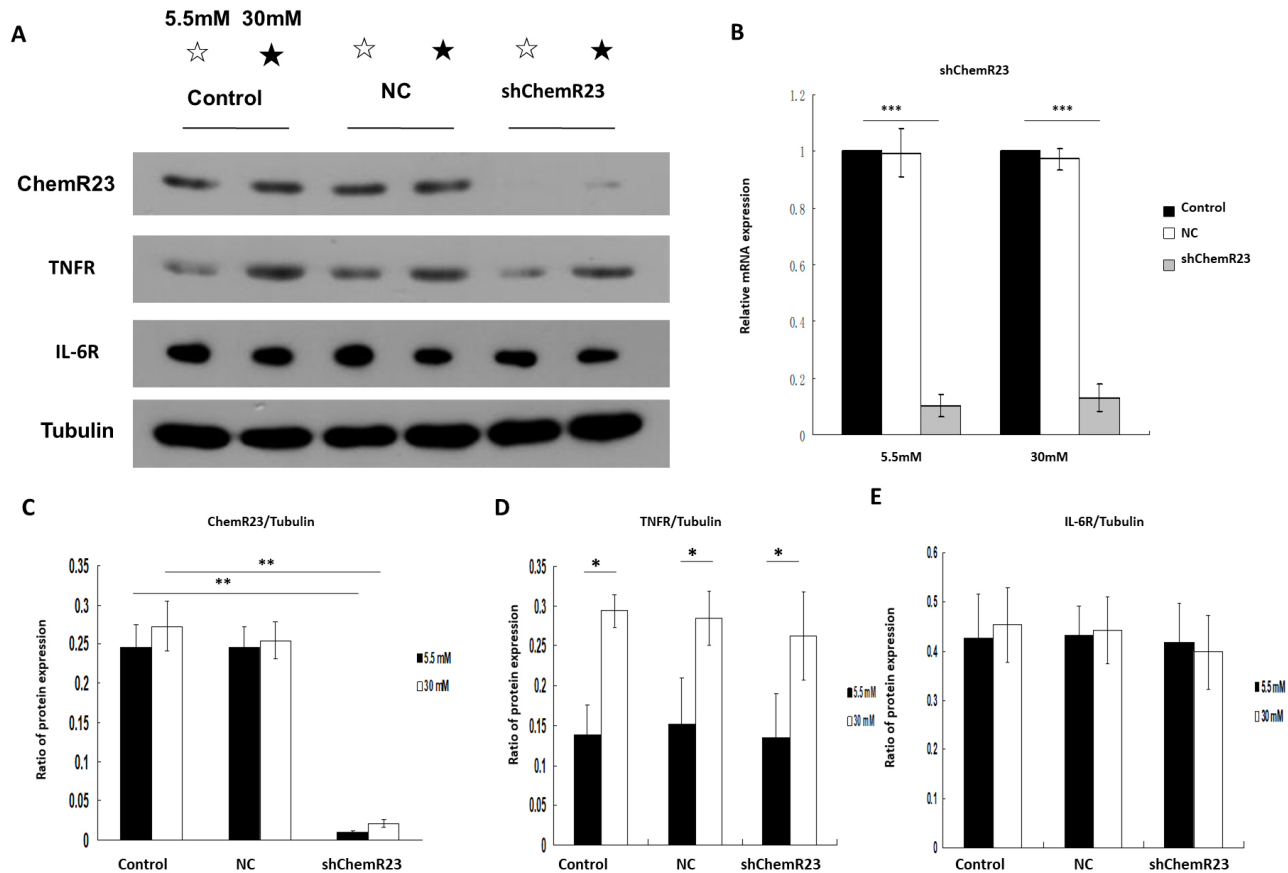 A
5.5mM 30mM
☆ ★ ☆ ★ ☆ ★
Control NC shChemR23
ChemR23
TNFR
IL-6R
Tubulin
B
shChemR23
Relative mRNA expression
1.2
1
0.8
0.6
0.4
0.2
0
***
***
5.5mM 30mM
Control
NC
shChemR23
C
ChemR23/Tubulin
Ratio of protein expression
0.35
0.3
0.25
0.2
0.15
0.1
0.05
0
**
**
Control NC shChemR23
5.5 mM
30 mM
D
TNFR/Tubulin
Ratio of protein expression
0.35
0.3
0.25
0.2
0.15
0.1
0.05
0
* * *
Control NC shChemR23
5.5 mM
30 mM
E
IL-6R/Tubulin
Ratio of protein expression
0.6
0.5
0.4
0.3
0.2
0.1
0
Control NC shChemR23
5.5 mM
30 mM